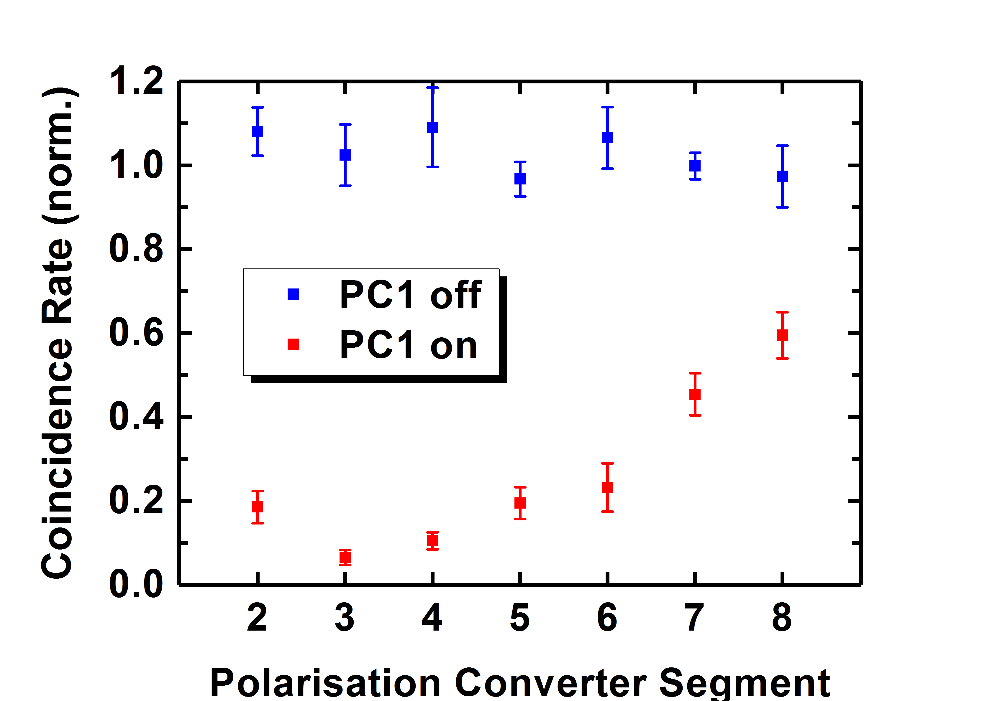 Coincidence Rate (norm.)
1.2
1.0
0.8
0.6
0.4
0.2
0.0
PC1 off
PC1 on
2 3 4 5 6 7 8
Polarisation Converter Segment